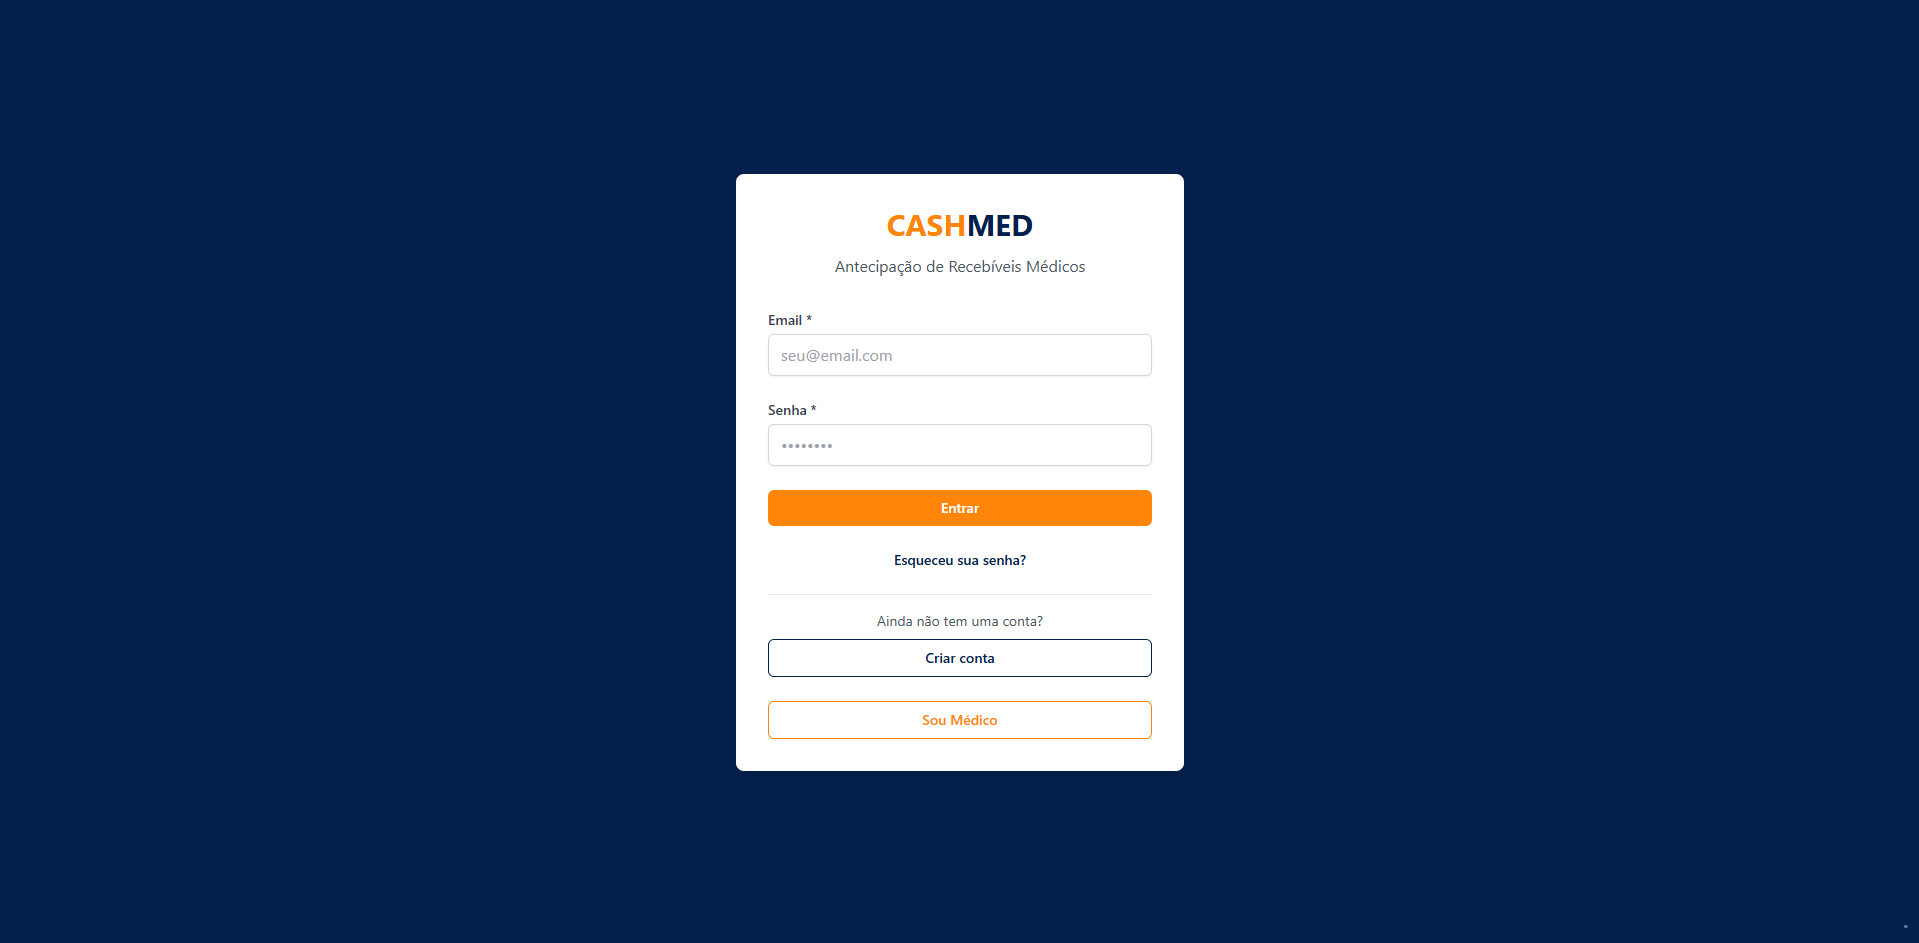 CASHMED
Antecipação de Recebíveis Médicos
Email *
seu@email.com
Senha *
••••••••
Entrar
Esqueceu sua senha?
Ainda não tem uma conta?
Criar conta
Sou Médico